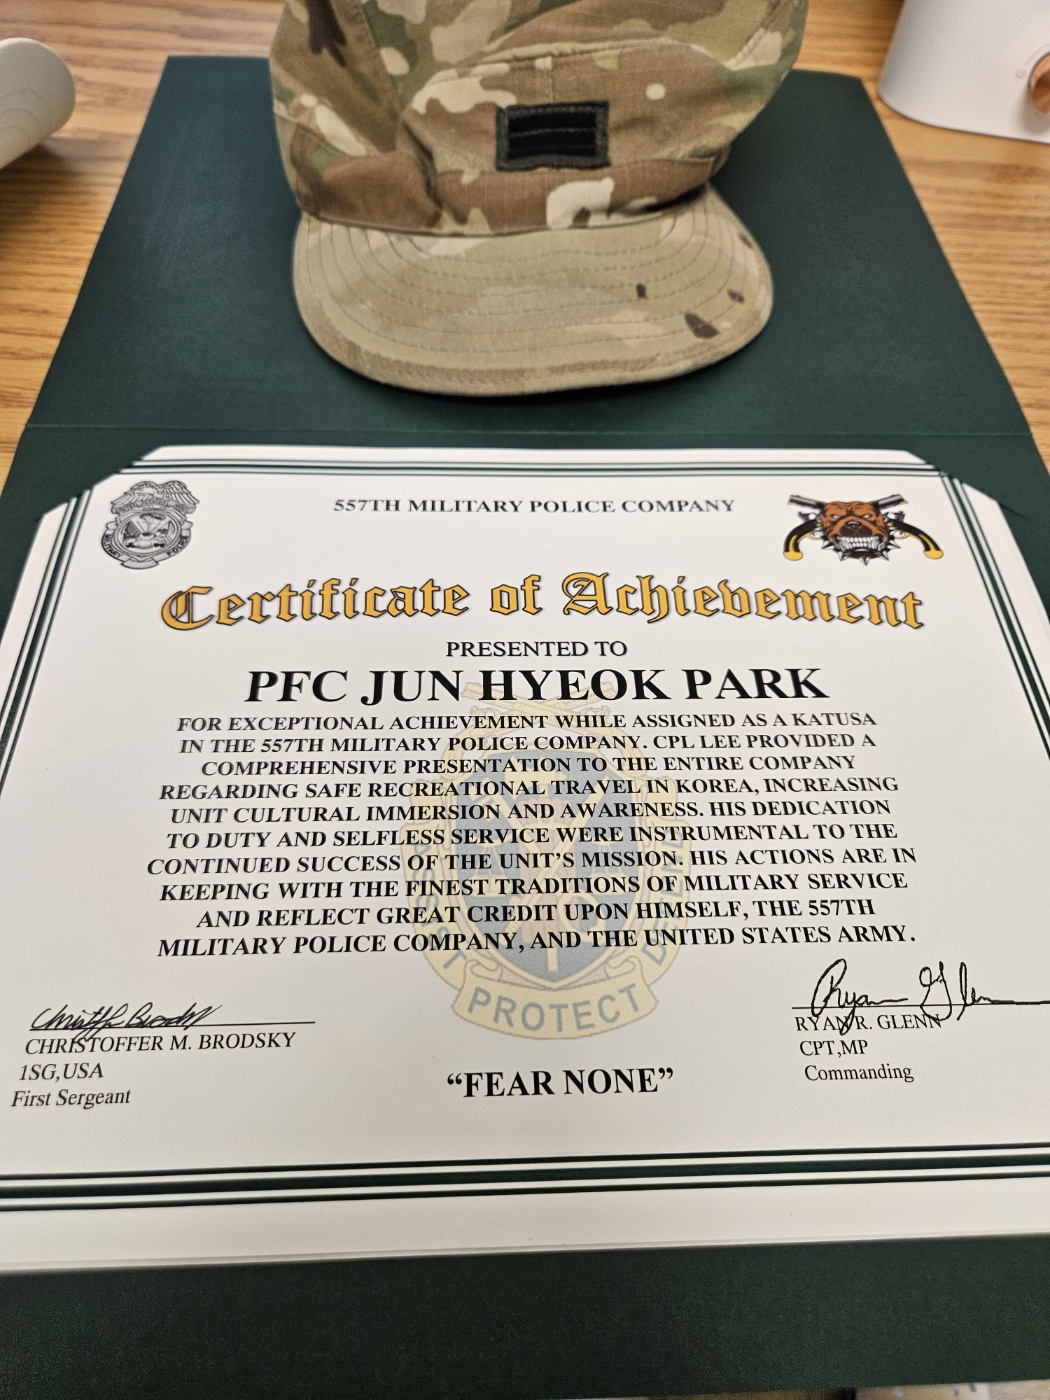 557TH MILITARY POLICE COMPANY
Certificate of Achievement
PRESENTED TO
PFC JUN HYEOK PARK
FOR EXCEPTIONAL ACHIEVEMENT WHILE ASSIGNED AS A KATUSA
IN THE 557TH MILITARY POLICE COMPANY. CPL LEE PROVIDED A
COMPREHENSIVE PRESENTATION TO THE ENTIRE COMPANY
REGARDING SAFE RECREATIONAL TRAVEL IN KOREA, INCREASING
UNIT CULTURAL IMMERSION AND AWARENESS. HIS DEDICATION
TO DUTY AND SELFLESS SERVICE WERE INSTRUMENTAL TO THE
CONTINUED SUCCESS OF THE UNIT'S MISSION. HIS ACTIONS ARE IN
KEEPING WITH THE FINEST TRADITIONS OF MILITARY SERVICE
AND REFLECT GREAT CREDIT UPON HIMSELF, THE 557TH
MILITARY POLICE COMPANY, AND THE UNITED STATES ARMY.
ASSIST PROTECT DEFEND
CHRISTOFFER M. BRODSKY
1SG,USA
First Sergeant
"FEAR NONE"
Ryan Glenn
RYAN R. GLENN
CPT,MP
Commanding